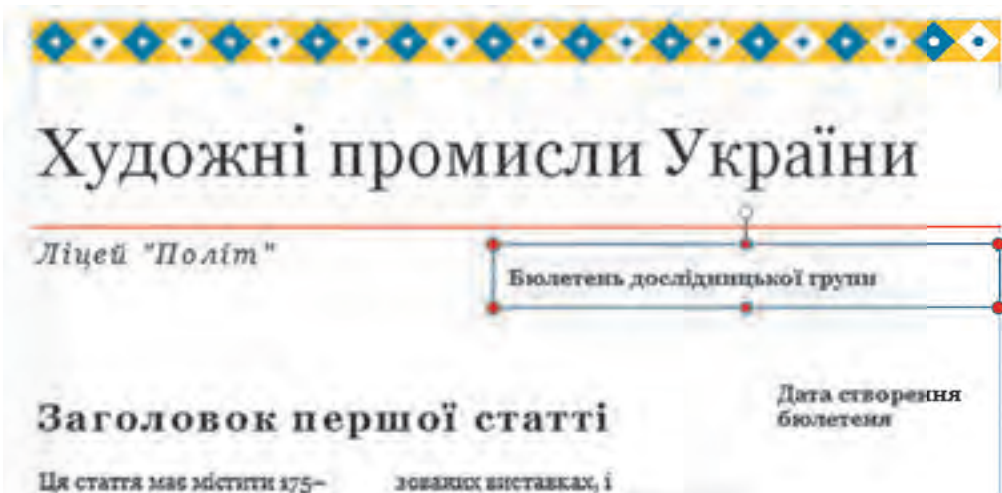 Художні промисли України
Ліцей "Політ"
Бюлетень дослідницької групи
Дата створення
бюлетеня
Заголовок першої статті
Ця стаття має містити 175–
зованих виставках, і